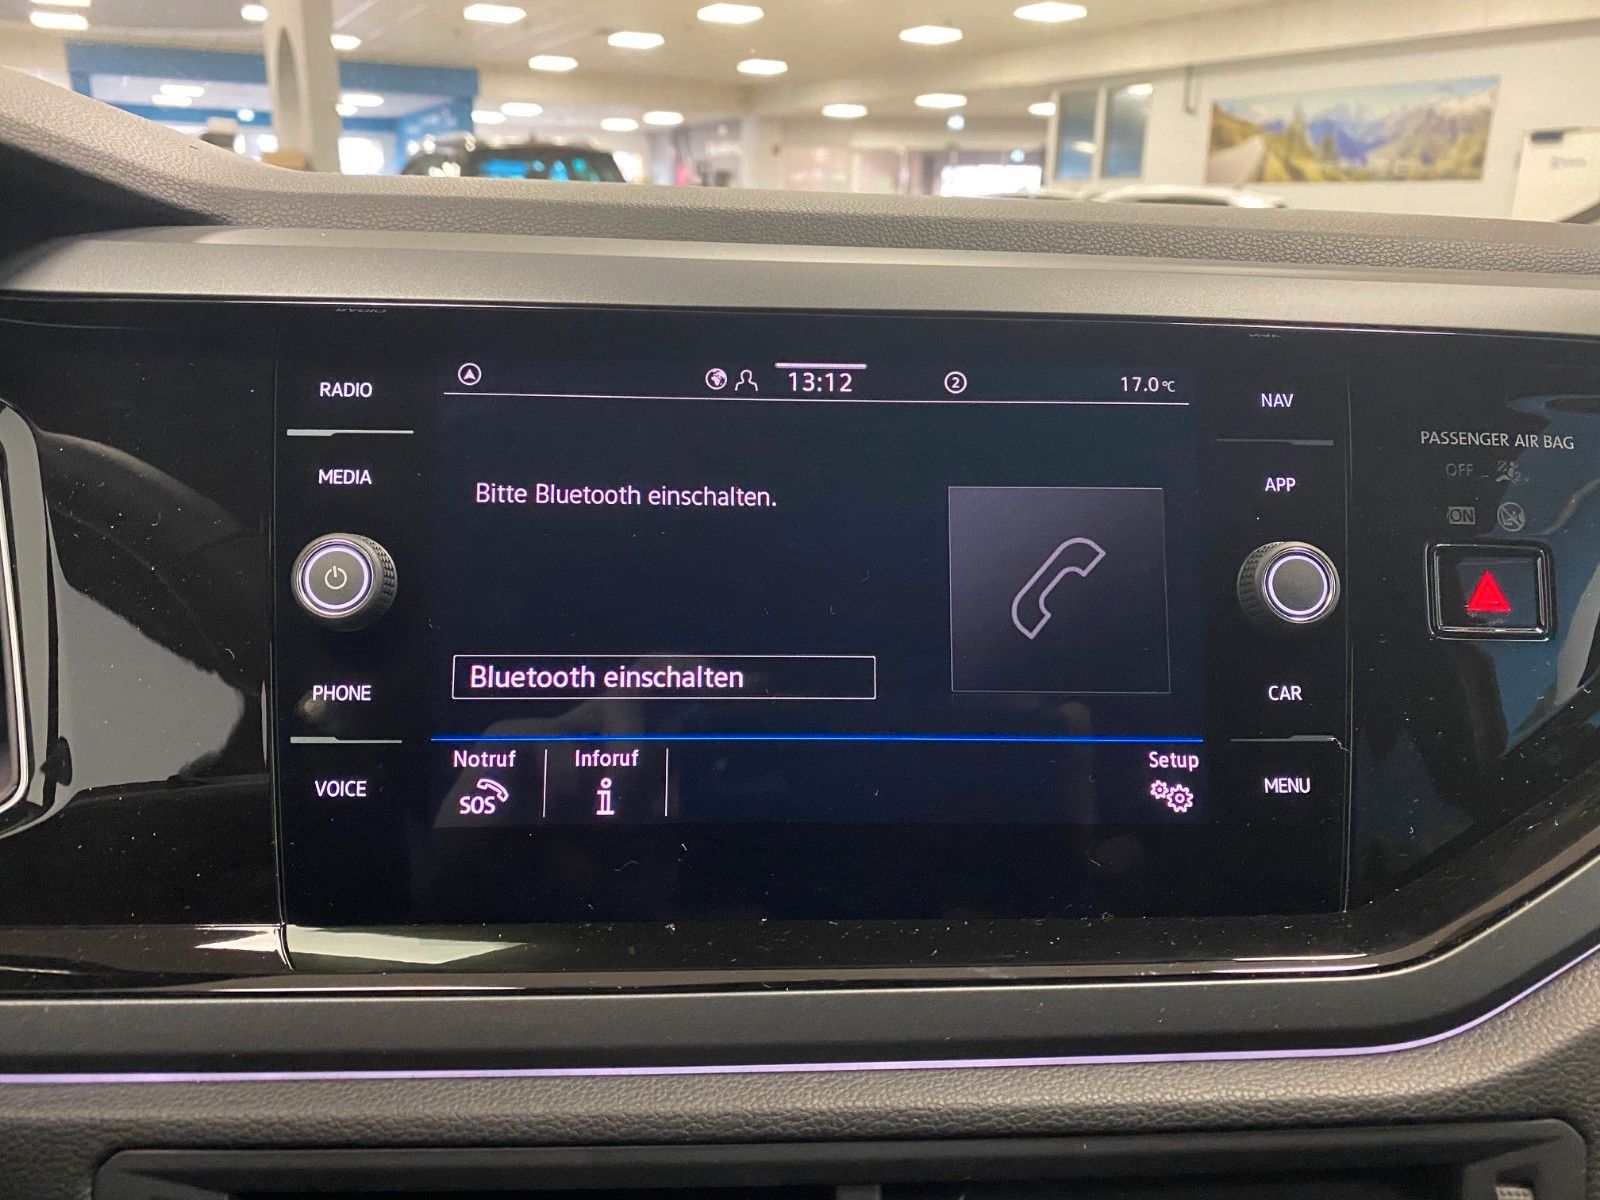 RADIO
MEDIA
PHONE
VOICE
13:12
2
17.0°C
Bitte Bluetooth einschalten.
Bluetooth einschalten
Notruf
SOS
Inforuf
Setup
NAV
APP
CAR
MENU
PASSENGER AIR BAG
OFF
ON